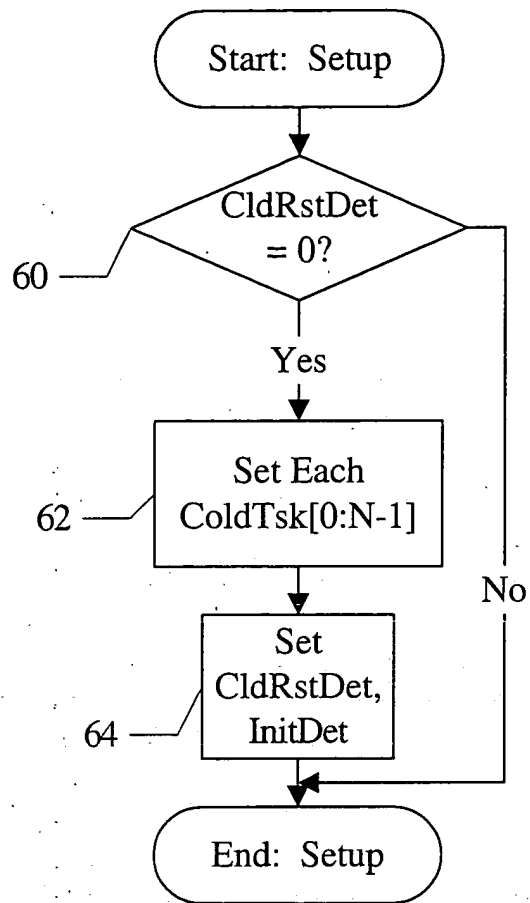 Start: Setup
CldRstDet
= 0?
60
Yes
Set Each
ColdTsk[0:N-1]
62
No
Set
CldRstDet,
InitDet
64
End: Setup